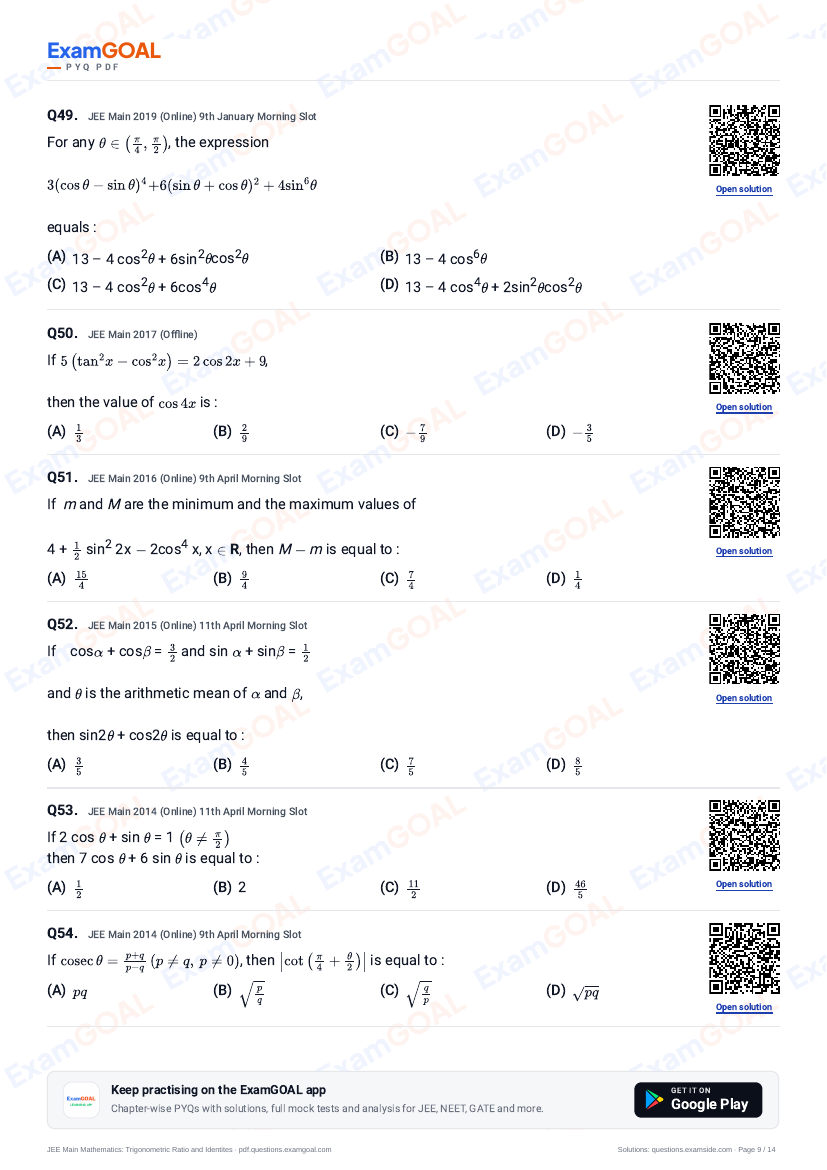 ExamGOAL
PYQ PDF
Q49. JEE Main 2019 (Online) 9th January Morning Slot
For any θ ∈ (π/4, π/2), the expression
3(cos θ − sin θ)⁴+6(sin θ + cos θ)² + 4sin⁶θ
equals :
(A) 13 − 4 cos²θ + 6sin²θcos²θ (B) 13 − 4 cos⁶θ
(C) 13 − 4 cos²θ + 6cos⁴θ (D) 13 − 4 cos⁴θ + 2sin²θcos²θ
Open solution
Q50. JEE Main 2017 (Offline)
If 5 (tan²x − cos²x) = 2 cos 2x + 9,
then the value of cos 4x is :
(A) 1/3 (B) 2/9 (C) −7/9 (D) −3/5
Open solution
Q51. JEE Main 2016 (Online) 9th April Morning Slot
If m and M are the minimum and the maximum values of
4 + 1/2 sin² 2x − 2cos⁴ x, x ∈ R, then M − m is equal to :
(A) 15/4 (B) 9/4 (C) 7/4 (D) 1/4
Open solution
Q52. JEE Main 2015 (Online) 11th April Morning Slot
If cosα + cosβ = 3/2 and sin α + sinβ = 1/2
and θ is the arithmetic mean of α and β,
then sin2θ + cos2θ is equal to :
(A) 3/5 (B) 4/5 (C) 7/5 (D) 8/5
Open solution
Q53. JEE Main 2014 (Online) 11th April Morning Slot
If 2 cos θ + sin θ = 1 (θ ≠ π/2)
then 7 cos θ + 6 sin θ is equal to :
(A) 1/2 (B) 2 (C) 11/2 (D) 46/5
Open solution
Q54. JEE Main 2014 (Online) 9th April Morning Slot
If cosec θ = p+q/p−q (p ≠ q, p ≠ 0), then |cot (π/4 + θ/2)| is equal to :
(A) pq (B) √(p/q) (C) √(q/p) (D) √pq
Open solution
Keep practising on the ExamGOAL app
Chapter-wise PYQs with solutions, full mock tests and analysis for JEE, NEET, GATE and more.
GET IT ON
Google Play
JEE Main Mathematics: Trigonometric Ratio and Identites · pdf.questions.examgoal.com
Solutions: questions.examside.com · Page 9 / 14